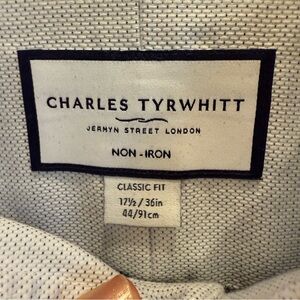 CHARLES TYRWHITT
JERMYN STREET LONDON
NON-IRON
CLASSIC FIT
17½ / 36in
44/91cm